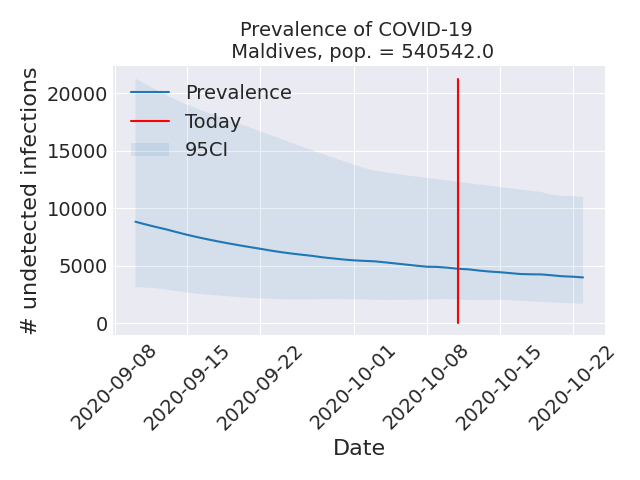 Prevalence of COVID-19
Maldives, pop. = 540542.0
# undetected infections
20000
15000
10000
5000
0
Prevalence
Today
95CI
2020-09-08
2020-09-15
2020-09-22
2020-10-01
2020-10-08
2020-10-15
2020-10-22
Date